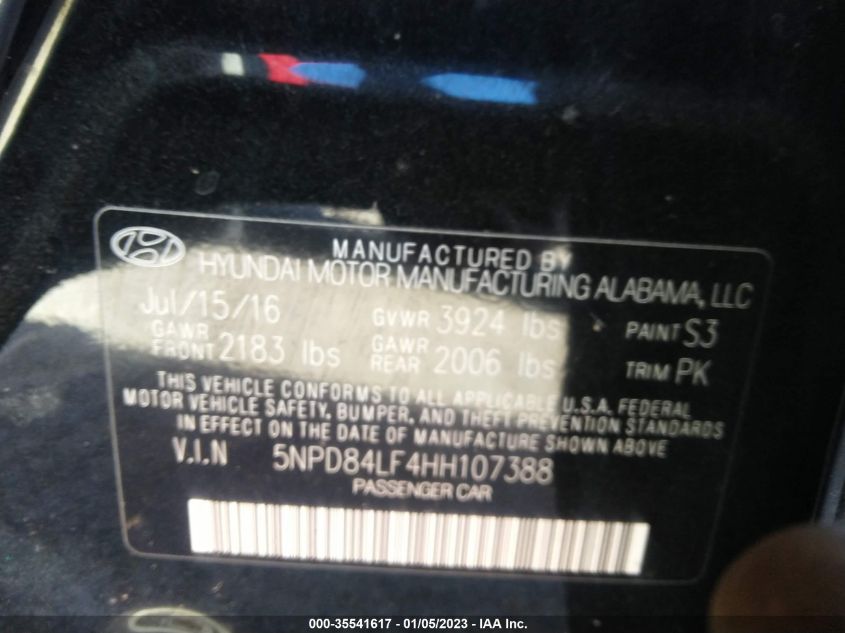 MANUFACTURED BY
HYUNDAI MOTOR MANUFACTURING ALABAMA, LLC
Jul/15/16 GVWR 3924 lbs PAINT S3
GAWR FRONT 2183 lbs GAWR REAR 2006 lbs TRIM PK
THIS VEHICLE CONFORMS TO ALL APPLICABLE U.S.A. FEDERAL
MOTOR VEHICLE SAFETY, BUMPER, AND THEFT PREVENTION STANDARDS
IN EFFECT ON THE DATE OF MANUFACTURE SHOWN ABOVE
V.I.N 5NPD84LF4HH107388
PASSENGER CAR
000-35541617 - 01/05/2023 - IAA Inc.